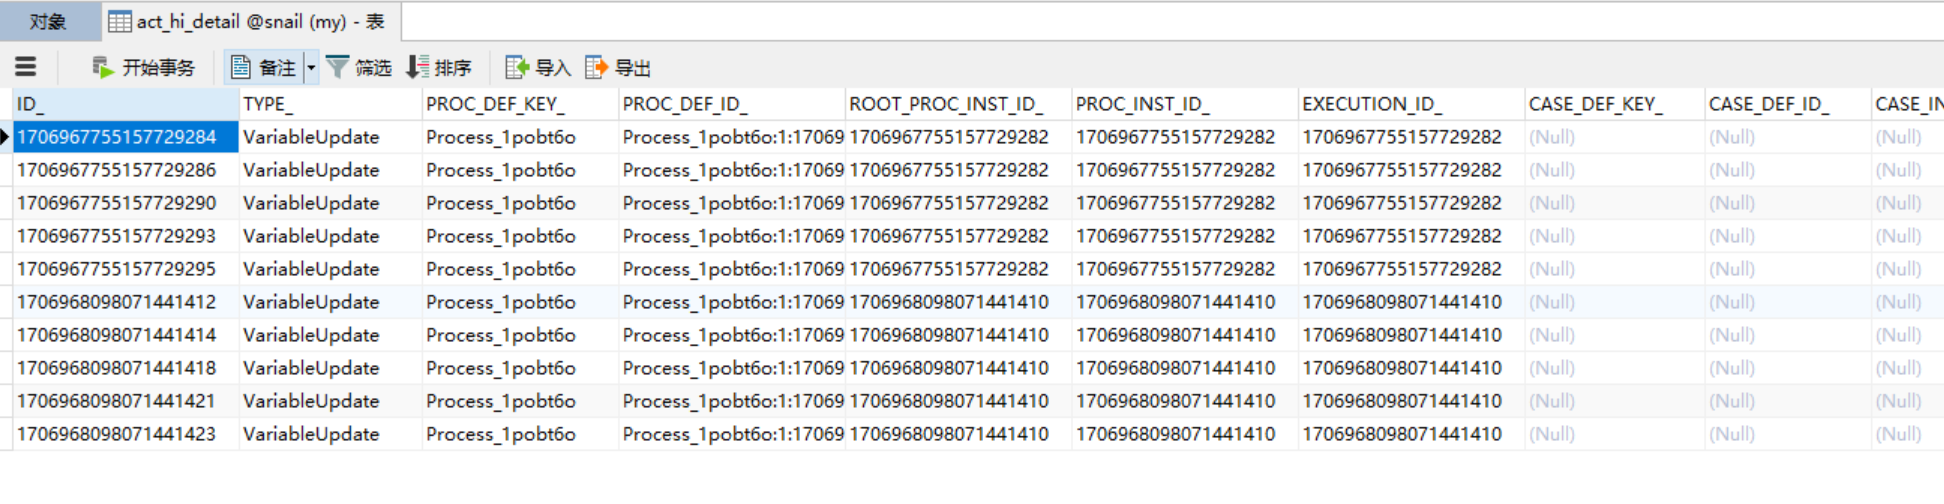 对象 act_hi_detail @snail (my) - 表
开始事务 备注 筛选 排序 导入 导出
ID_ TYPE_ PROC_DEF_KEY_ PROC_DEF_ID_ ROOT_PROC_INST_ID_ PROC_INST_ID_ EXECUTION_ID_ CASE_DEF_KEY_ CASE_DEF_ID_ CASE_IN
1706967755157729284 VariableUpdate Process_1pobt6o Process_1pobt6o:1:17069 1706967755157729282 1706967755157729282 1706967755157729282 (Null) (Null) (Null)
1706967755157729286 VariableUpdate Process_1pobt6o Process_1pobt6o:1:17069 1706967755157729282 1706967755157729282 1706967755157729282 (Null) (Null) (Null)
1706967755157729290 VariableUpdate Process_1pobt6o Process_1pobt6o:1:17069 1706967755157729282 1706967755157729282 1706967755157729282 (Null) (Null) (Null)
1706967755157729293 VariableUpdate Process_1pobt6o Process_1pobt6o:1:17069 1706967755157729282 1706967755157729282 1706967755157729282 (Null) (Null) (Null)
1706967755157729295 VariableUpdate Process_1pobt6o Process_1pobt6o:1:17069 1706967755157729282 1706967755157729282 1706967755157729282 (Null) (Null) (Null)
1706968098071441412 VariableUpdate Process_1pobt6o Process_1pobt6o:1:17069 1706968098071441410 1706968098071441410 1706968098071441410 (Null) (Null) (Null)
1706968098071441414 VariableUpdate Process_1pobt6o Process_1pobt6o:1:17069 1706968098071441410 1706968098071441410 1706968098071441410 (Null) (Null) (Null)
1706968098071441418 VariableUpdate Process_1pobt6o Process_1pobt6o:1:17069 1706968098071441410 1706968098071441410 1706968098071441410 (Null) (Null) (Null)
1706968098071441421 VariableUpdate Process_1pobt6o Process_1pobt6o:1:17069 1706968098071441410 1706968098071441410 1706968098071441410 (Null) (Null) (Null)
1706968098071441423 VariableUpdate Process_1pobt6o Process_1pobt6o:1:17069 1706968098071441410 1706968098071441410 1706968098071441410 (Null) (Null) (Null)